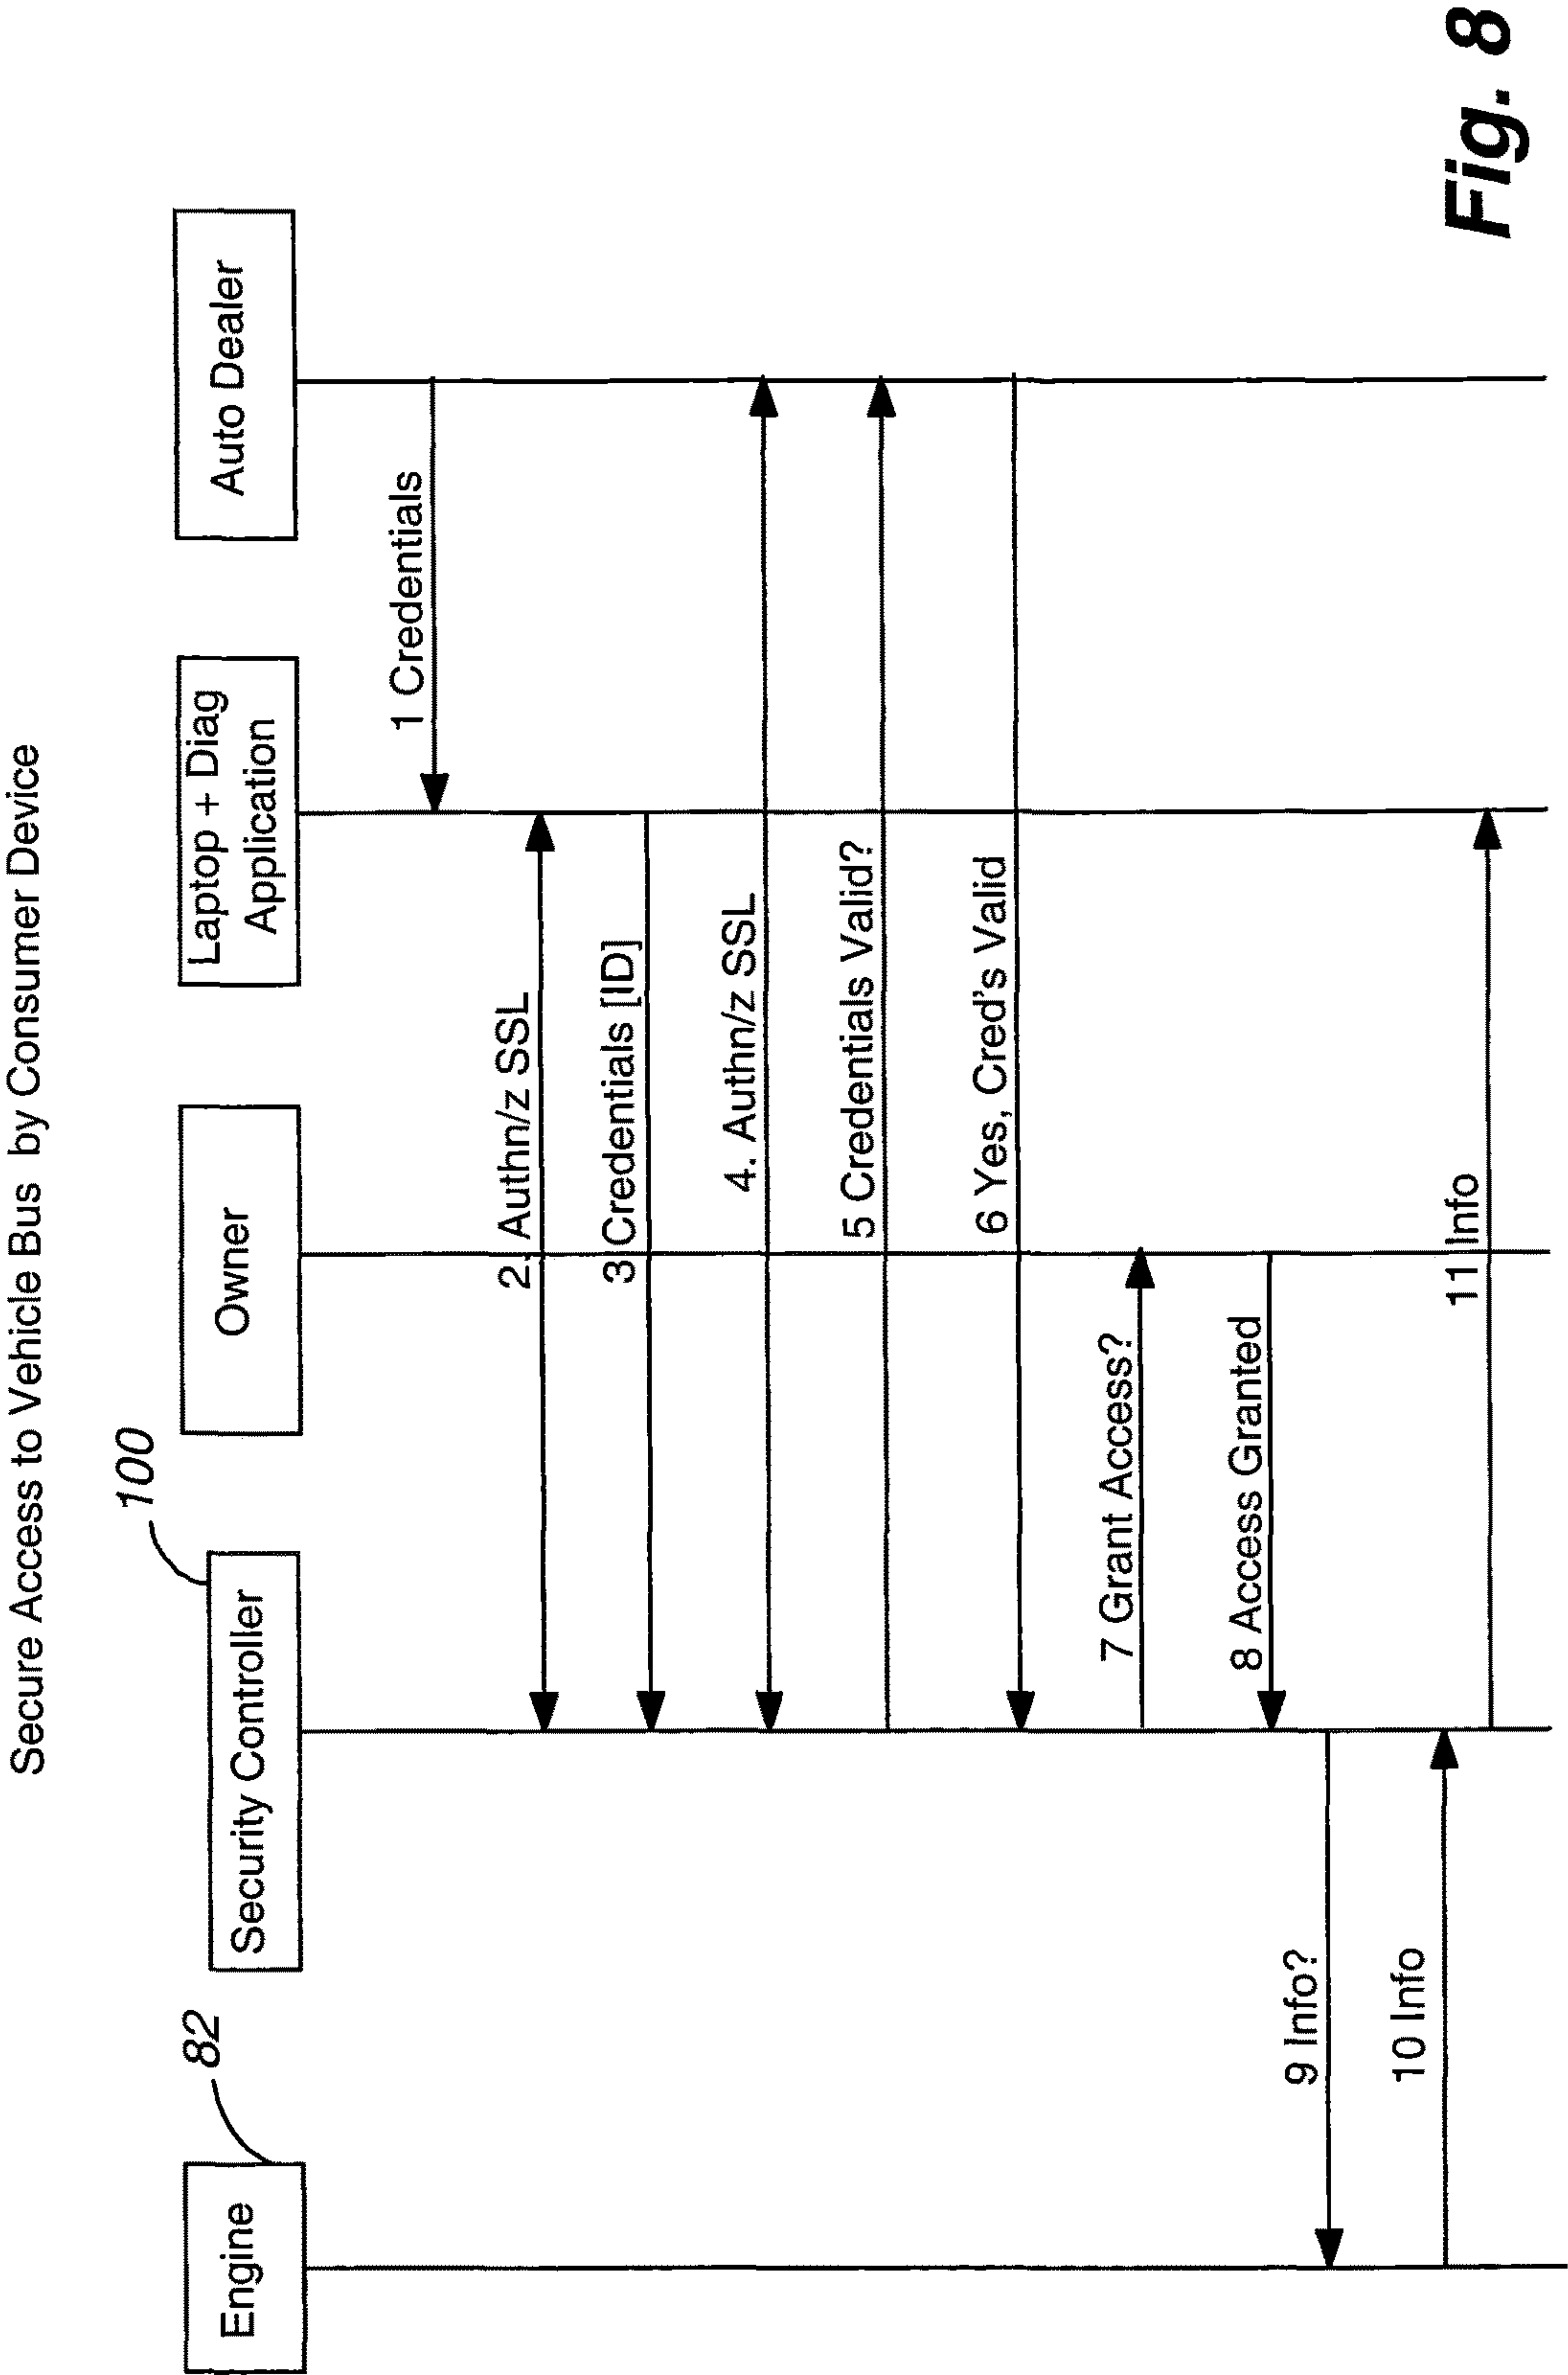 Secure Access to Vehicle Bus by Consumer Device
82
100
Engine
Security Controller
Owner
Laptop + Diag
Application
Auto Dealer
1 Credentials
2. Authn/z SSL
3 Credentials [ID]
4. Authn/z SSL
5 Credentials Valid?
6 Yes, Cred's Valid
7 Grant Access?
8 Access Granted
9 Info?
10 Info
11 Info
Fig. 8